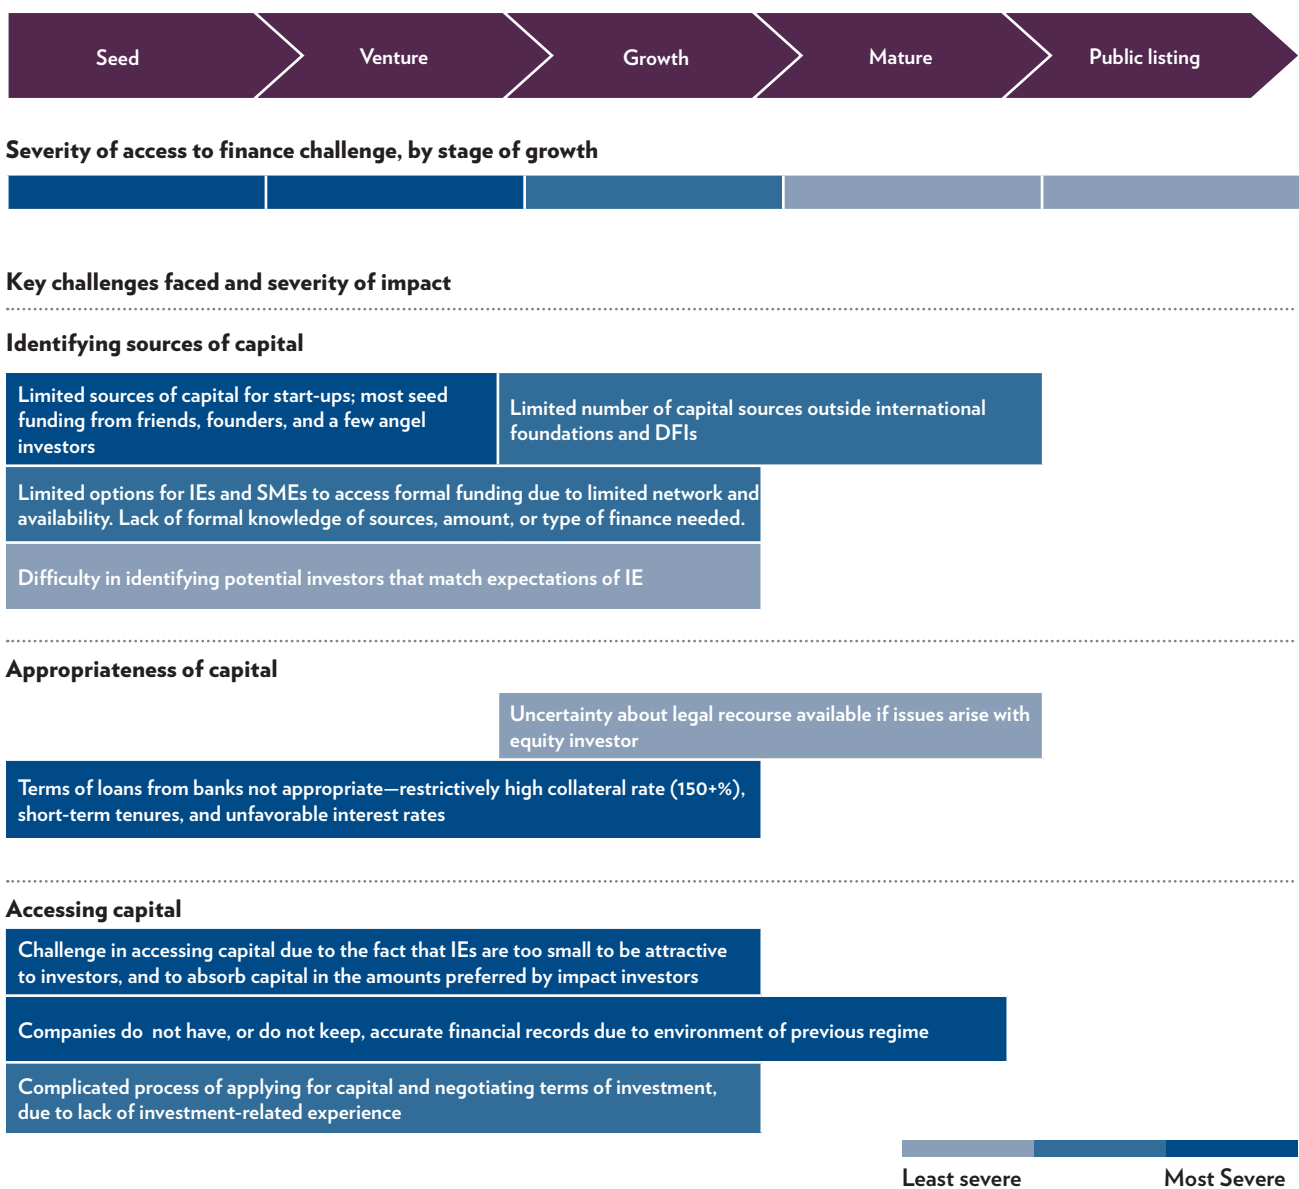 Seed
Venture
Growth
Mature
Public listing
Severity of access to finance challenge, by stage of growth
Key challenges faced and severity of impact
Identifying sources of capital
Limited sources of capital for start-ups; most seed
funding from friends, founders, and a few angel
investors
Limited number of capital sources outside international
foundations and DFIs
Limited options for IEs and SMEs to access formal funding due to limited network and
availability. Lack of formal knowledge of sources, amount, or type of finance needed.
Difficulty in identifying potential investors that match expectations of IE
Appropriateness of capital
Uncertainty about legal recourse available if issues arise with
equity investor
Terms of loans from banks not appropriate—restrictively high collateral rate (150+%),
short-term tenures, and unfavorable interest rates
Accessing capital
Challenge in accessing capital due to the fact that IEs are too small to be attractive
to investors, and to absorb capital in the amounts preferred by impact investors
Companies do  not have, or do not keep, accurate financial records due to environment of previous regime
Complicated process of applying for capital and negotiating terms of investment,
due to lack of investment-related experience
Least severe
Most Severe